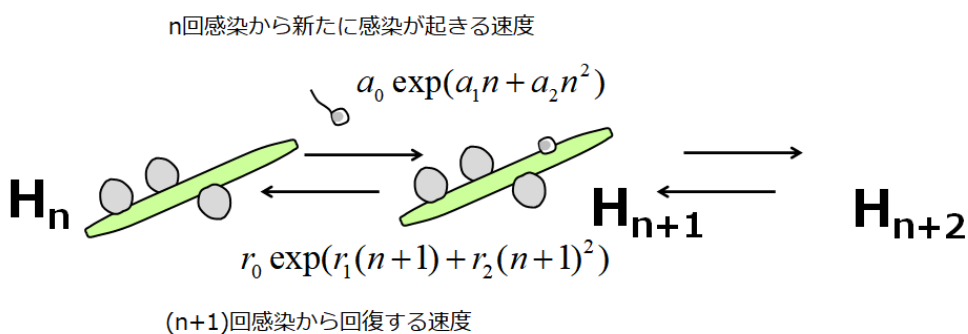 n回感染から新たに感染が起きる速度
a₀ exp(a₁n + a₂n²)
Hₙ
Hₙ₊₁
Hₙ₊₂
r₀ exp(r₁(n+1) + r₂(n+1)²)
(n+1)回感染から回復する速度